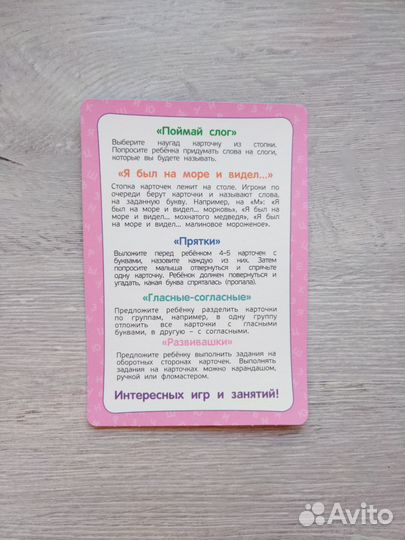 «Поймай слог»
Выберите наугад карточку из стопки.
Попросите ребёнка придумать слова на слоги,
которые вы будете называть.
«Я был на море и видел...»
Стопка карточек лежит на столе. Игроки по
очереди берут карточки и называют слова,
на заданную букву. Например, на «М»: «Я
был на море и видел... морковь», «Я был
на море и видел... мохнатого медведя», «Я был
на море и видел... малиновое мороженое».
«Прятки»
Выложите перед ребёнком 4-5 карточек с
буквами, назовите каждую из них. Затем
попросите малыша отвернуться и спрячьте
одну карточку. Ребёнок должен повернуться и
угадать, какая буква спряталась (пропала).
«Гласные-согласные»
Предложите ребёнку разделить карточки
по группам, например, в одну группу
отложить все карточки с гласными
буквами, в другую – с согласными.
«Развивашки»
Предложите ребёнку выполнить задания на
оборотных сторонах карточек. Выполнять
задания на карточках можно карандашом,
ручкой или фломастером.
Интересных игр и занятий!
Avito